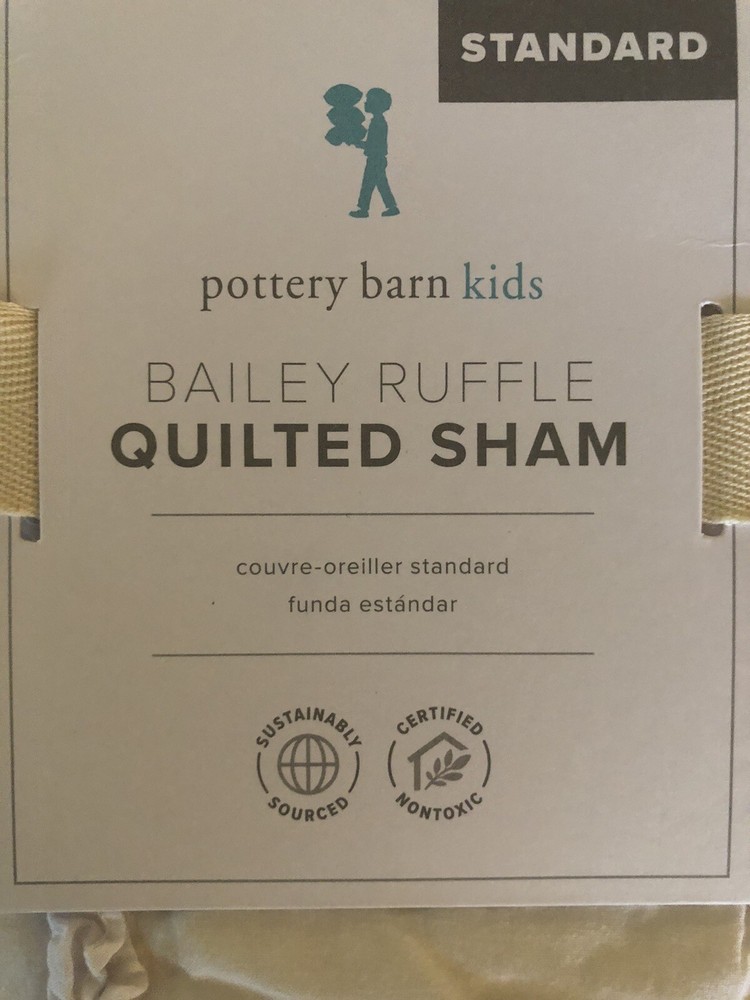 STANDARD
pottery barn kids
BAILEY RUFFLE
QUILTED SHAM
couvre-oreiller standard
funda estándar
SUSTAINABLY
SOURCED
CERTIFIED
NONTOXIC